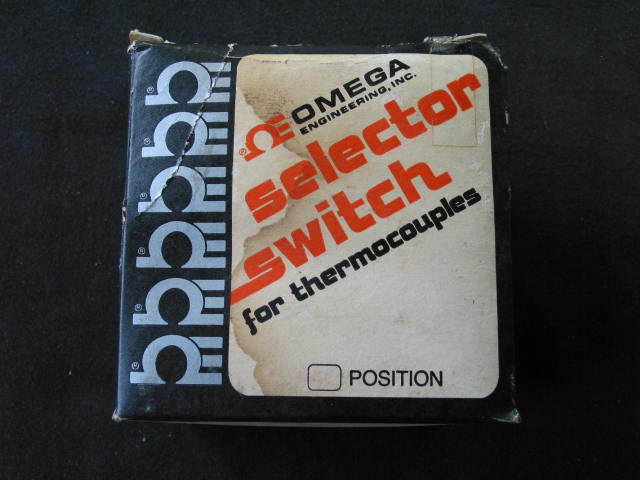 OMEGA
ENGINEERING, INC.
selector
switch
for thermocouples
POSITION